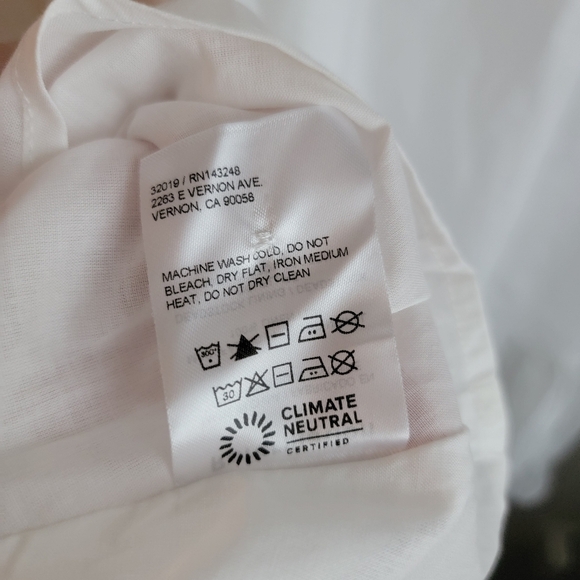 32019 / RN143248
2263 E VERNON AVE.
VERNON, CA 90058
MACHINE WASH COLD, DO NOT
BLEACH, DRY FLAT, IRON MEDIUM
HEAT, DO NOT DRY CLEAN
30
CLIMATE
NEUTRAL
CERTIFIED